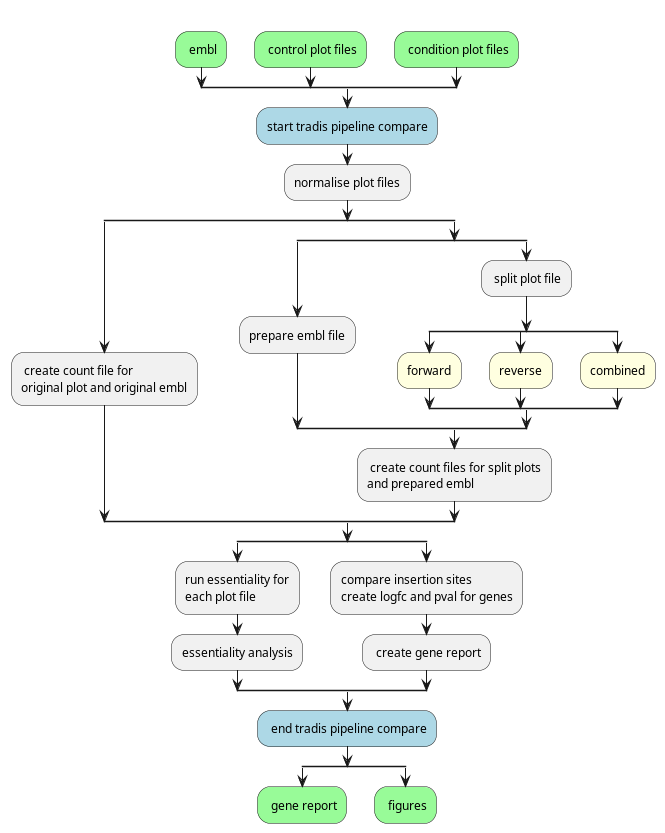 embl
control plot files
condition plot files
start tradis pipeline compare
normalise plot files
split plot file
prepare embl file
create count file for
original plot and original embl
forward
reverse
combined
create count files for split plots
and prepared embl
run essentiality for
each plot file
compare insertion sites
create logfc and pval for genes
essentiality analysis
create gene report
end tradis pipeline compare
gene report
figures